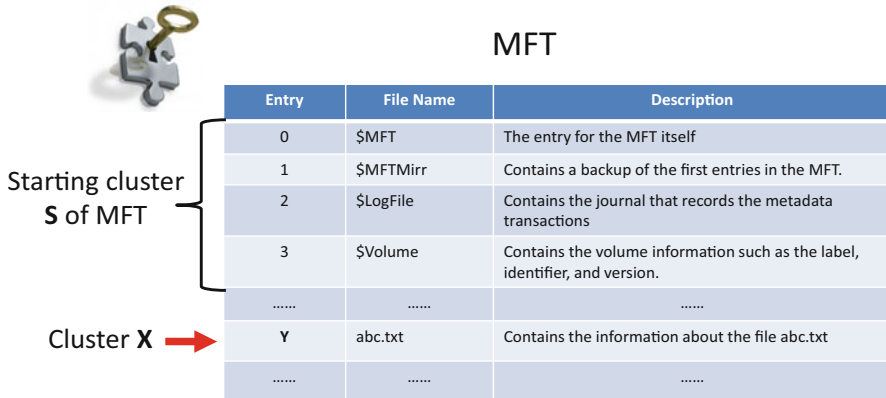 MFT
Entry File Name Description
0 $MFT The entry for the MFT itself
1 $MFTMirr Contains a backup of the first entries in the MFT.
Starting cluster
S of MFT
2 $LogFile Contains the journal that records the metadata
transactions
3 $Volume Contains the volume information such as the label,
identifier, and version.
...... ...... ......
Cluster X
Y abc.txt Contains the information about the file abc.txt
...... ...... ......